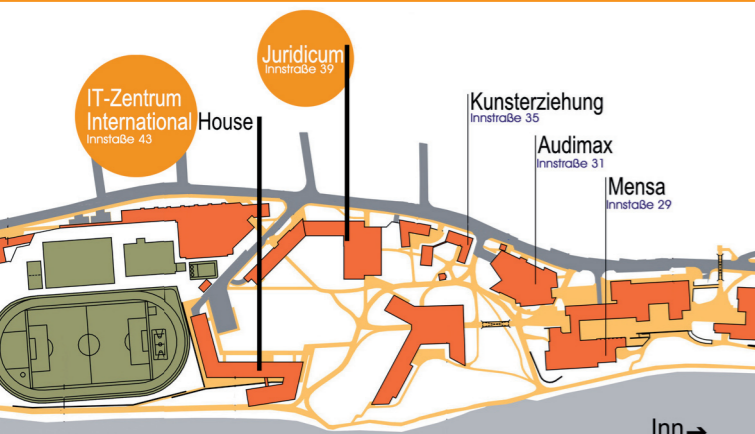 Juridicum
Innstraße 39
IT-Zentrum
International House
Innstaße 43
Kunsterziehung
Innstraße 35
Audimax
Innstraße 31
Mensa
Innstaße 29
Inn→